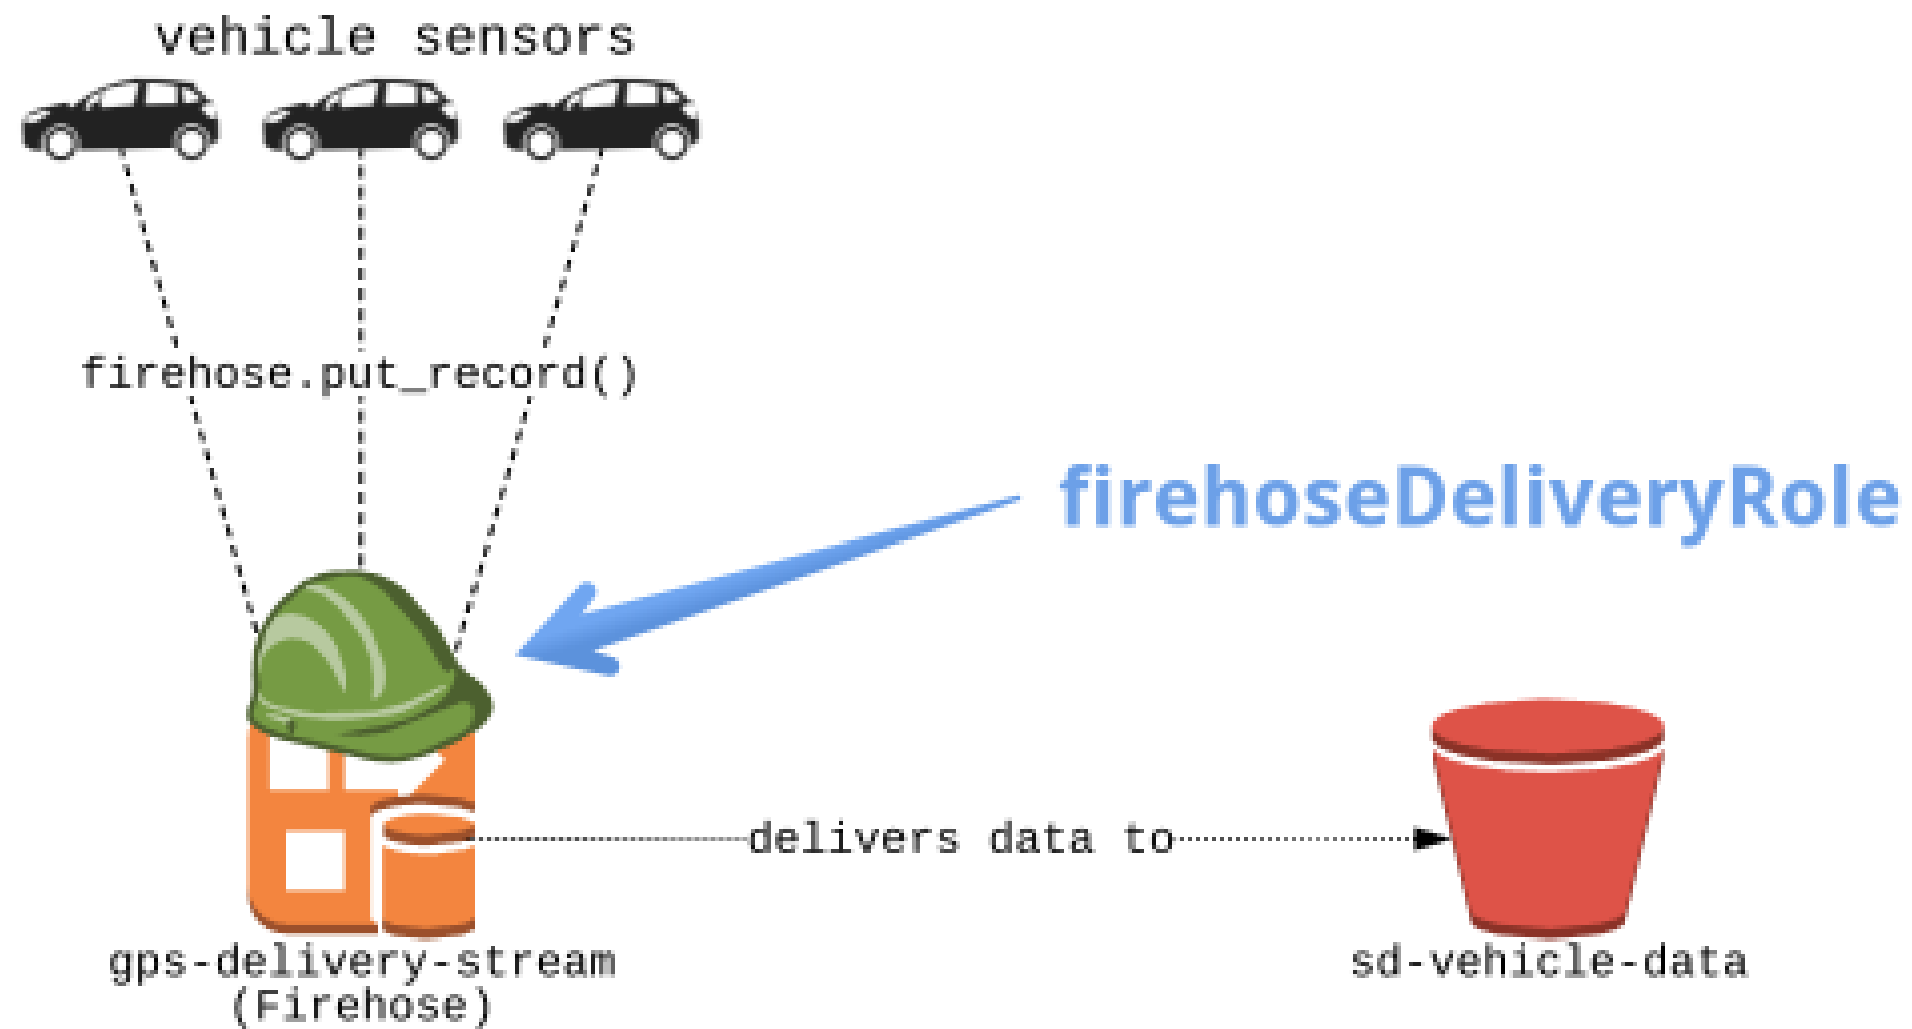 vehicle sensors
firehose.put_record()
firehoseDeliveryRole
delivers data to
gps-delivery-stream
(Firehose)
sd-vehicle-data